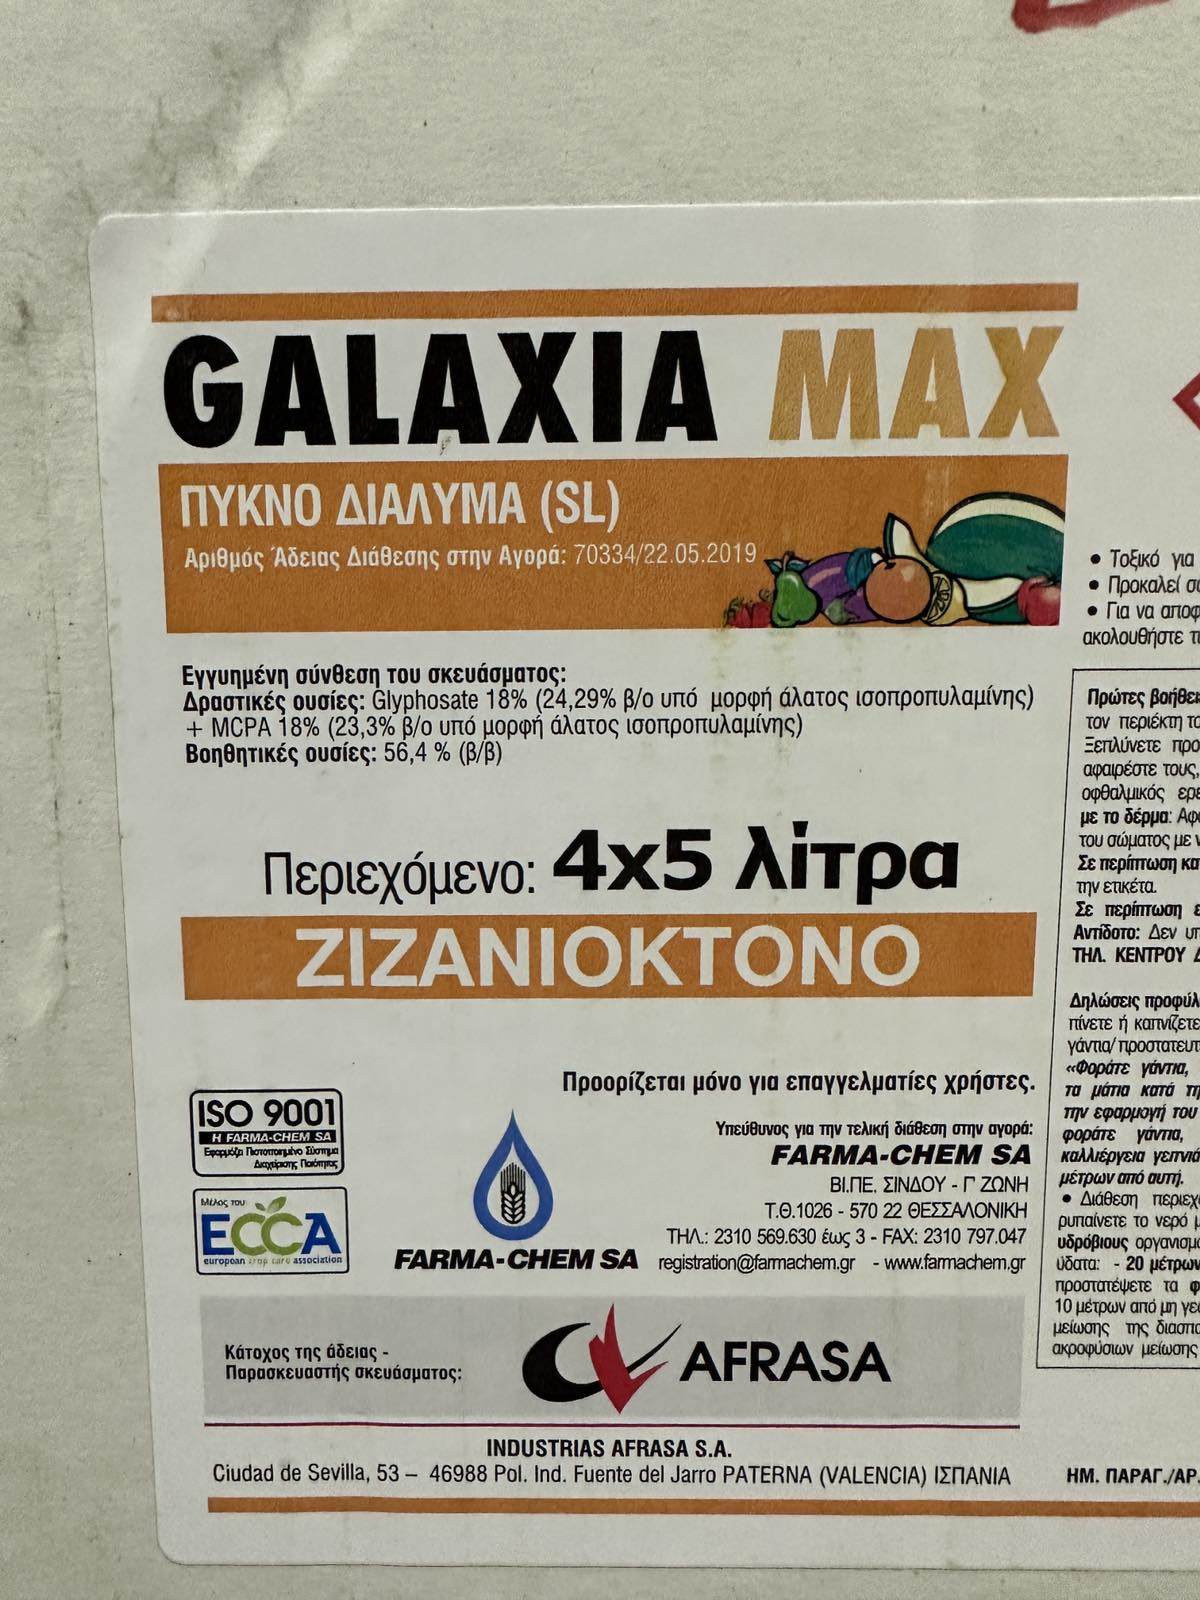 GALAXIA MAX
ΠΥΚΝΟ ΔΙΑΛΥΜΑ (SL)
Αριθμός Άδειας Διάθεσης στην Αγορά: 70334/22.05.2019
Εγγυημένη σύνθεση του σκευάσματος:
Δραστικές ουσίες: Glyphosate 18% (24,29% β/ο υπό μορφή άλατος ισοπροπυλαμίνης)
+ MCPA 18% (23,3% β/ο υπό μορφή άλατος ισοπροπυλαμίνης)
Βοηθητικές ουσίες: 56,4 % (β/β)
Περιεχόμενο: 4x5 λίτρα
ΖΙΖΑΝΙΟΚΤΟΝΟ
Προορίζεται μόνο για επαγγελματίες χρήστες.
ISO 9001
Η FARMA-CHEM SA
Εφαρμόζει Πιστοποιημένο Σύστημα
Διαχείρισης Ποιότητας
Μέλος του
ECCA
european crop care association
FARMA-CHEM SA
Υπεύθυνος για την τελική διάθεση στην αγορά:
FARMA-CHEM SA
ΒΙ.ΠΕ. ΣΙΝΔΟΥ - Γ' ΖΩΝΗ
Τ.Θ.1026 - 570 22 ΘΕΣΣΑΛΟΝΙΚΗ
ΤΗΛ.: 2310 569.630 έως 3 - FAX: 2310 797.047
registration@farmachem.gr - www.farmachem.gr
Κάτοχος της άδειας -
Παρασκευαστής σκευάσματος:
AFRASA
INDUSTRIAS AFRASA S.A.
Ciudad de Sevilla, 53 – 46988 Pol. Ind. Fuente del Jarro PATERNA (VALENCIA) ΙΣΠΑΝΙΑ
• Τοξικό για
• Προκαλεί
• Για να
ακολουθήστε
Πρώτες
τον περιέκτη
Ξεπλύνετε
αφαιρέστε τους,
οφθαλμικός
με το δέρμα:
του σώματος με
Σε περίπτωση
την ετικέτα.
Σε περίπτωση
Αντίδοτο: Δεν
ΤΗΛ. ΚΕΝΤΡΟΥ
Δηλώσεις
πίνετε ή καπνίζετε
γάντια/
«Φοράτε γάντια,
τα μάτια κατά
την εφαρμογή του
φοράτε γάντια,
καλλιέργεια
μέτρων από αυτή.
• Διάθεση
ρυπαίνετε το νερό
υδρόβιους
ύδατα: - 20 μέτρων
προστατέψετε τα
10 μέτρων από μη
μείωσης της
ακροφύσιων μείωσης
ΗΜ. ΠΑΡΑΓ./ΑΡ.